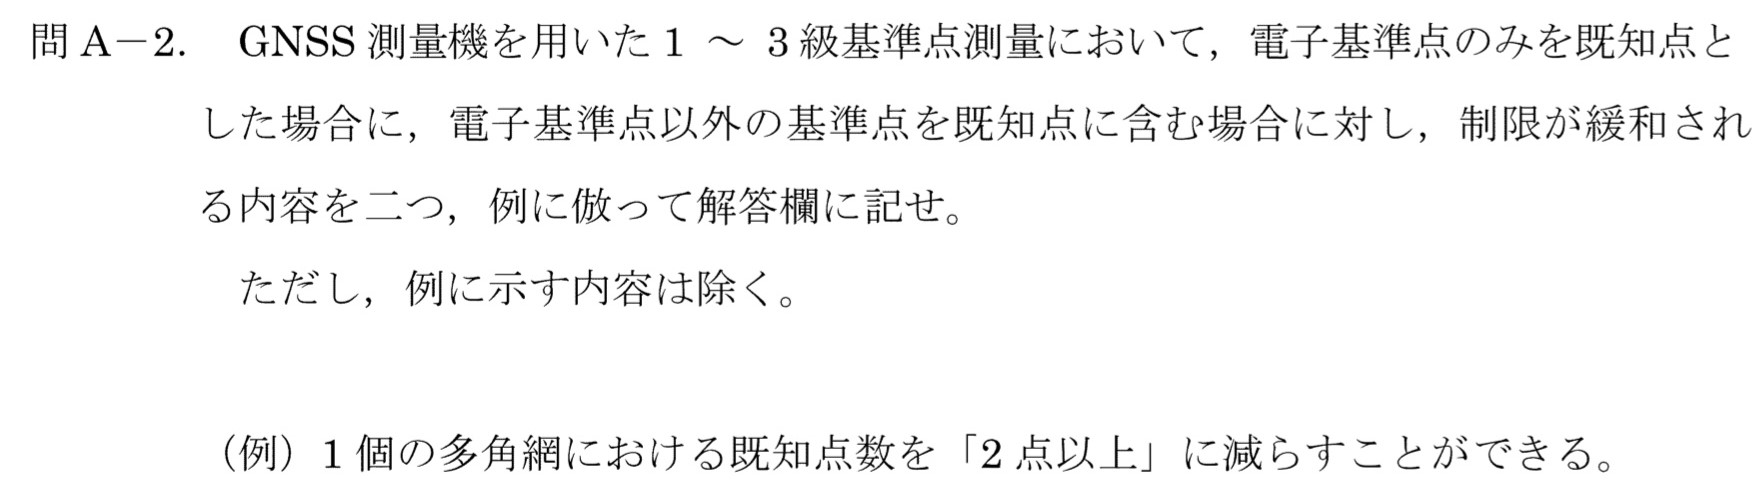 問A－2. GNSS測量機を用いた1 ～ 3級基準点測量において，電子基準点のみを既知点と
した場合に，電子基準点以外の基準点を既知点に含む場合に対し，制限が緩和され
る内容を二つ，例に倣って解答欄に記せ。
ただし，例に示す内容は除く。
（例）1個の多角網における既知点数を「2点以上」に減らすことができる。